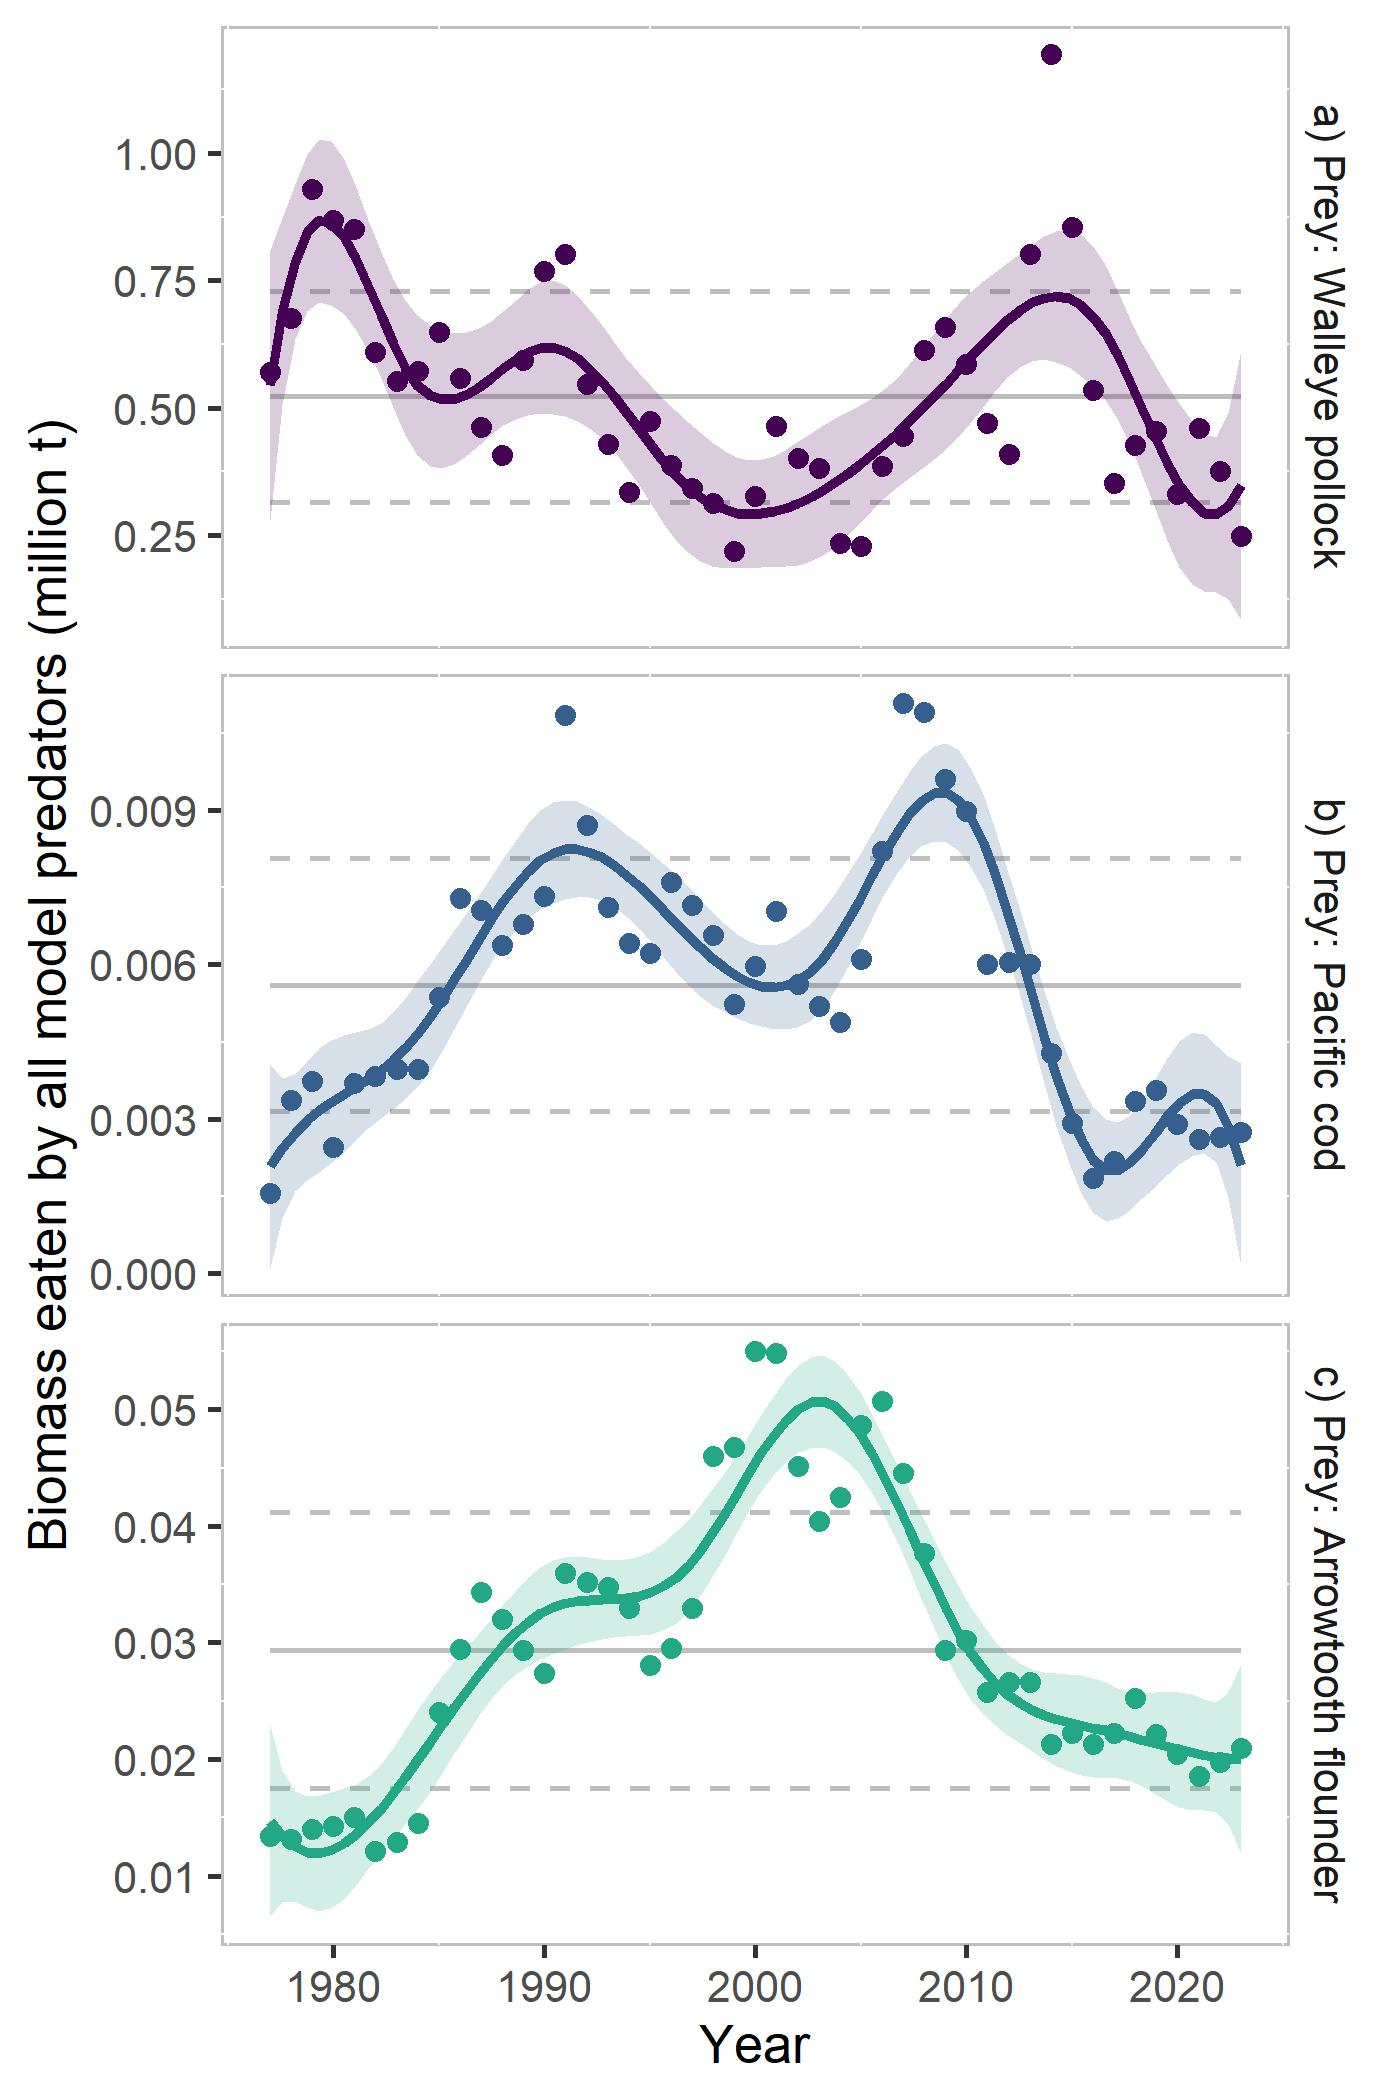 Biomass eaten by all model predators (million t)
1.00
0.75
0.50
0.25
a) Prey: Walleye pollock
0.009
0.006
0.003
0.000
b) Prey: Pacific cod
0.05
0.04
0.03
0.02
0.01
c) Prey: Arrowtooth flounder
1980 1990 2000 2010 2020
Year